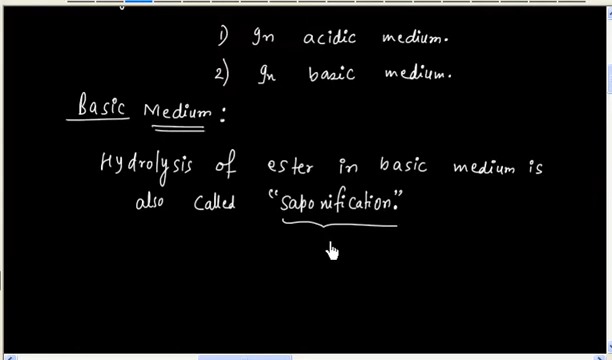 1) In acidic medium.
2) In basic medium.
Basic Medium:
Hydrolysis of ester in basic medium is
also called "saponification."